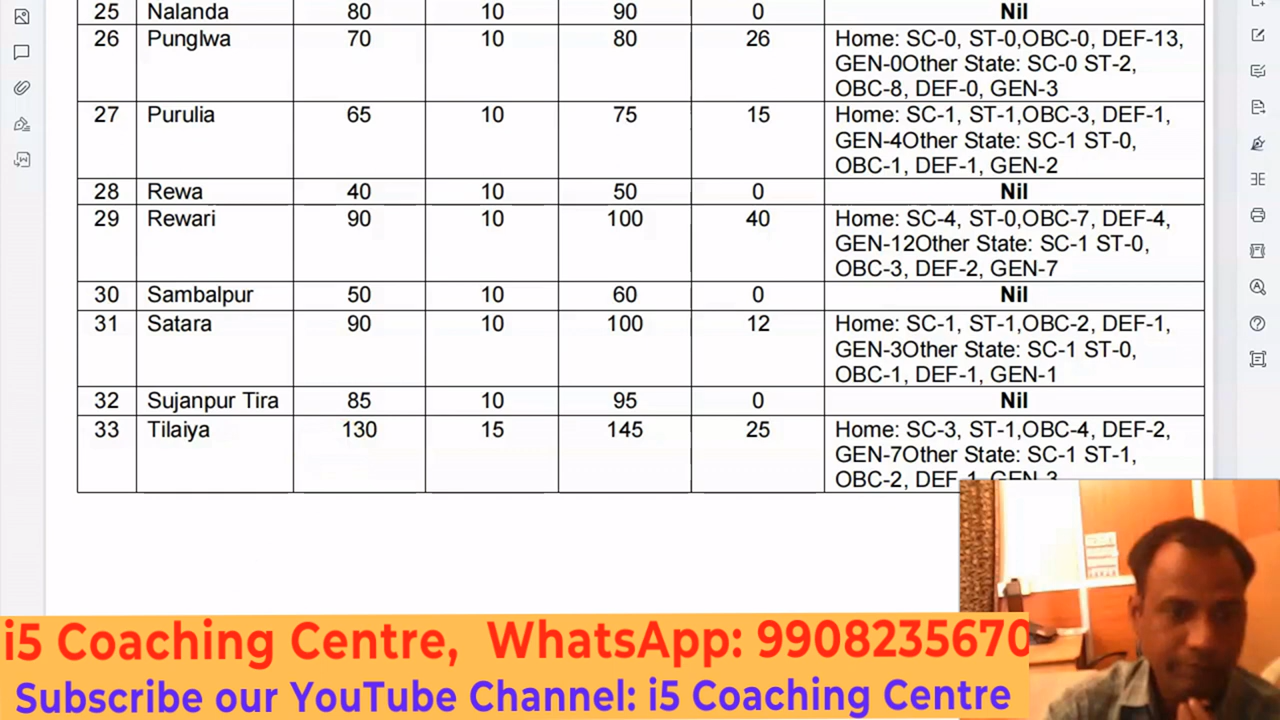 25 Nalanda 80 10 90 0 Nil
26 Punglwa 70 10 80 26 Home: SC-0, ST-0,OBC-0, DEF-13,
GEN-0Other State: SC-0 ST-2,
OBC-8, DEF-0, GEN-3
27 Purulia 65 10 75 15 Home: SC-1, ST-1,OBC-3, DEF-1,
GEN-4Other State: SC-1 ST-0,
OBC-1, DEF-1, GEN-2
28 Rewa 40 10 50 0 Nil
29 Rewari 90 10 100 40 Home: SC-4, ST-0,OBC-7, DEF-4,
GEN-12Other State: SC-1 ST-0,
OBC-3, DEF-2, GEN-7
30 Sambalpur 50 10 60 0 Nil
31 Satara 90 10 100 12 Home: SC-1, ST-1,OBC-2, DEF-1,
GEN-3Other State: SC-1 ST-0,
OBC-1, DEF-1, GEN-1
32 Sujanpur Tira 85 10 95 0 Nil
33 Tilaiya 130 15 145 25 Home: SC-3, ST-1,OBC-4, DEF-2,
GEN-7Other State: SC-1 ST-1,
OBC-2, DEF-1, GEN-3
i5 Coaching Centre, WhatsApp: 9908235670
Subscribe our YouTube Channel: i5 Coaching Centre